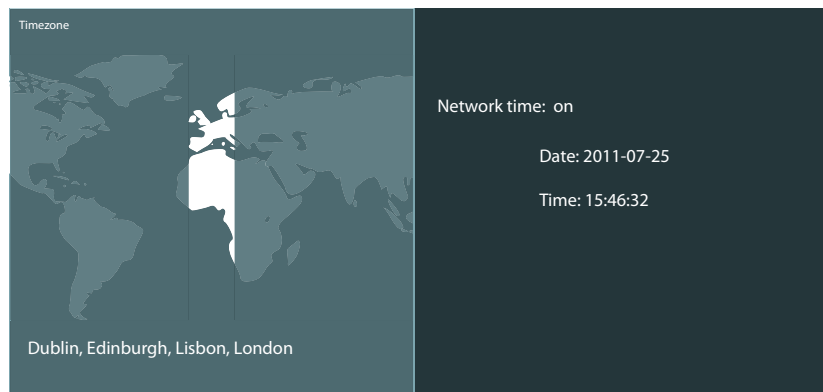 Timezone
Network time: on
Date: 2011-07-25
Time: 15:46:32
Dublin, Edinburgh, Lisbon, London